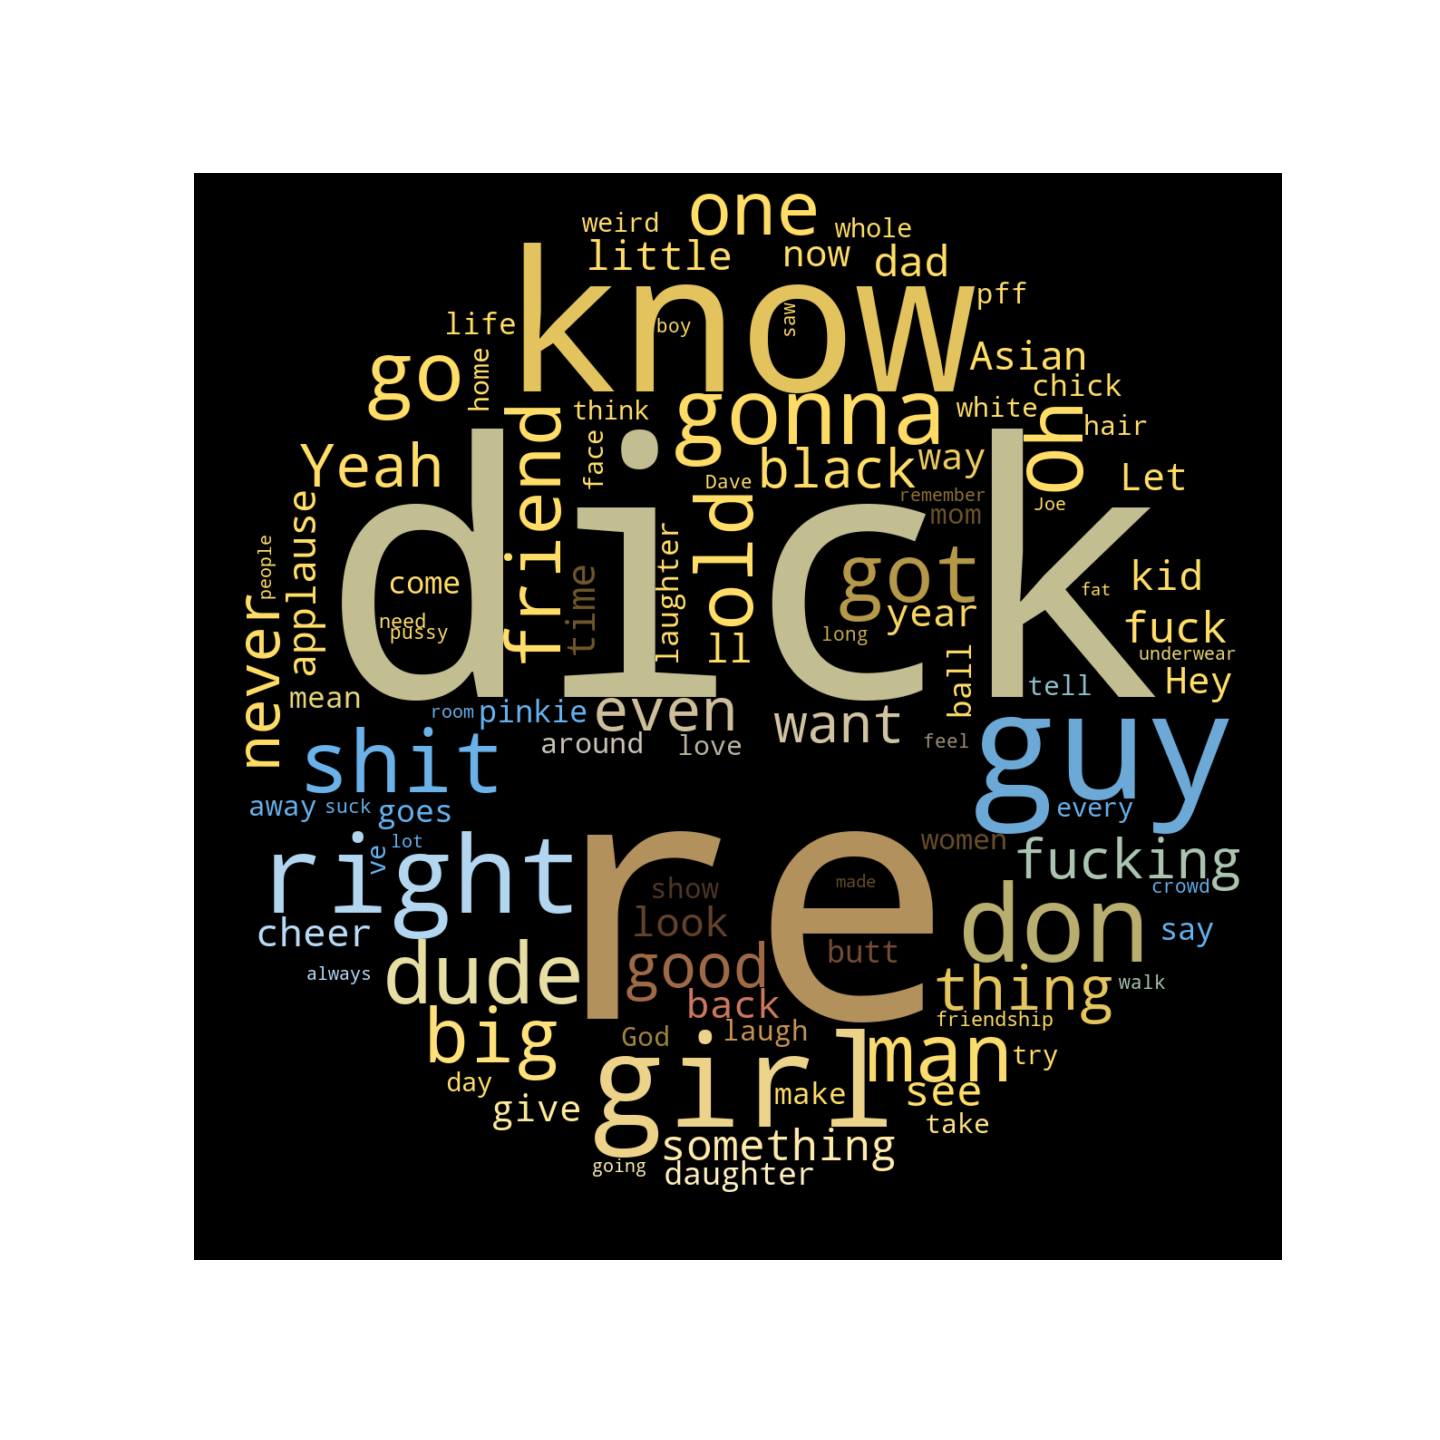 one
weird
whole
little
now
dad
know
pff
saw
boy
life
go
home
Asian
chick
think
gonna
white
hair
Oh
friend
Yeah
face
black
way
Let
Dave
old
remember
Joe
mom
dick
applause
people
never
come
need
pussy
time
laughter
ll
got
year
long
fat
kid
fuck
underwear
Hey
ball
tell
mean
room
pinkie
even
want
around
love
feel
guy
shit
away
suck
goes
every
right
ve
lot
re
women
fucking
made
crowd
show
look
don
say
cheer
always
dude
good
butt
thing
walk
back
friendship
big
God
laugh
man
try
girl
day
give
make
see
take
something
going
daughter